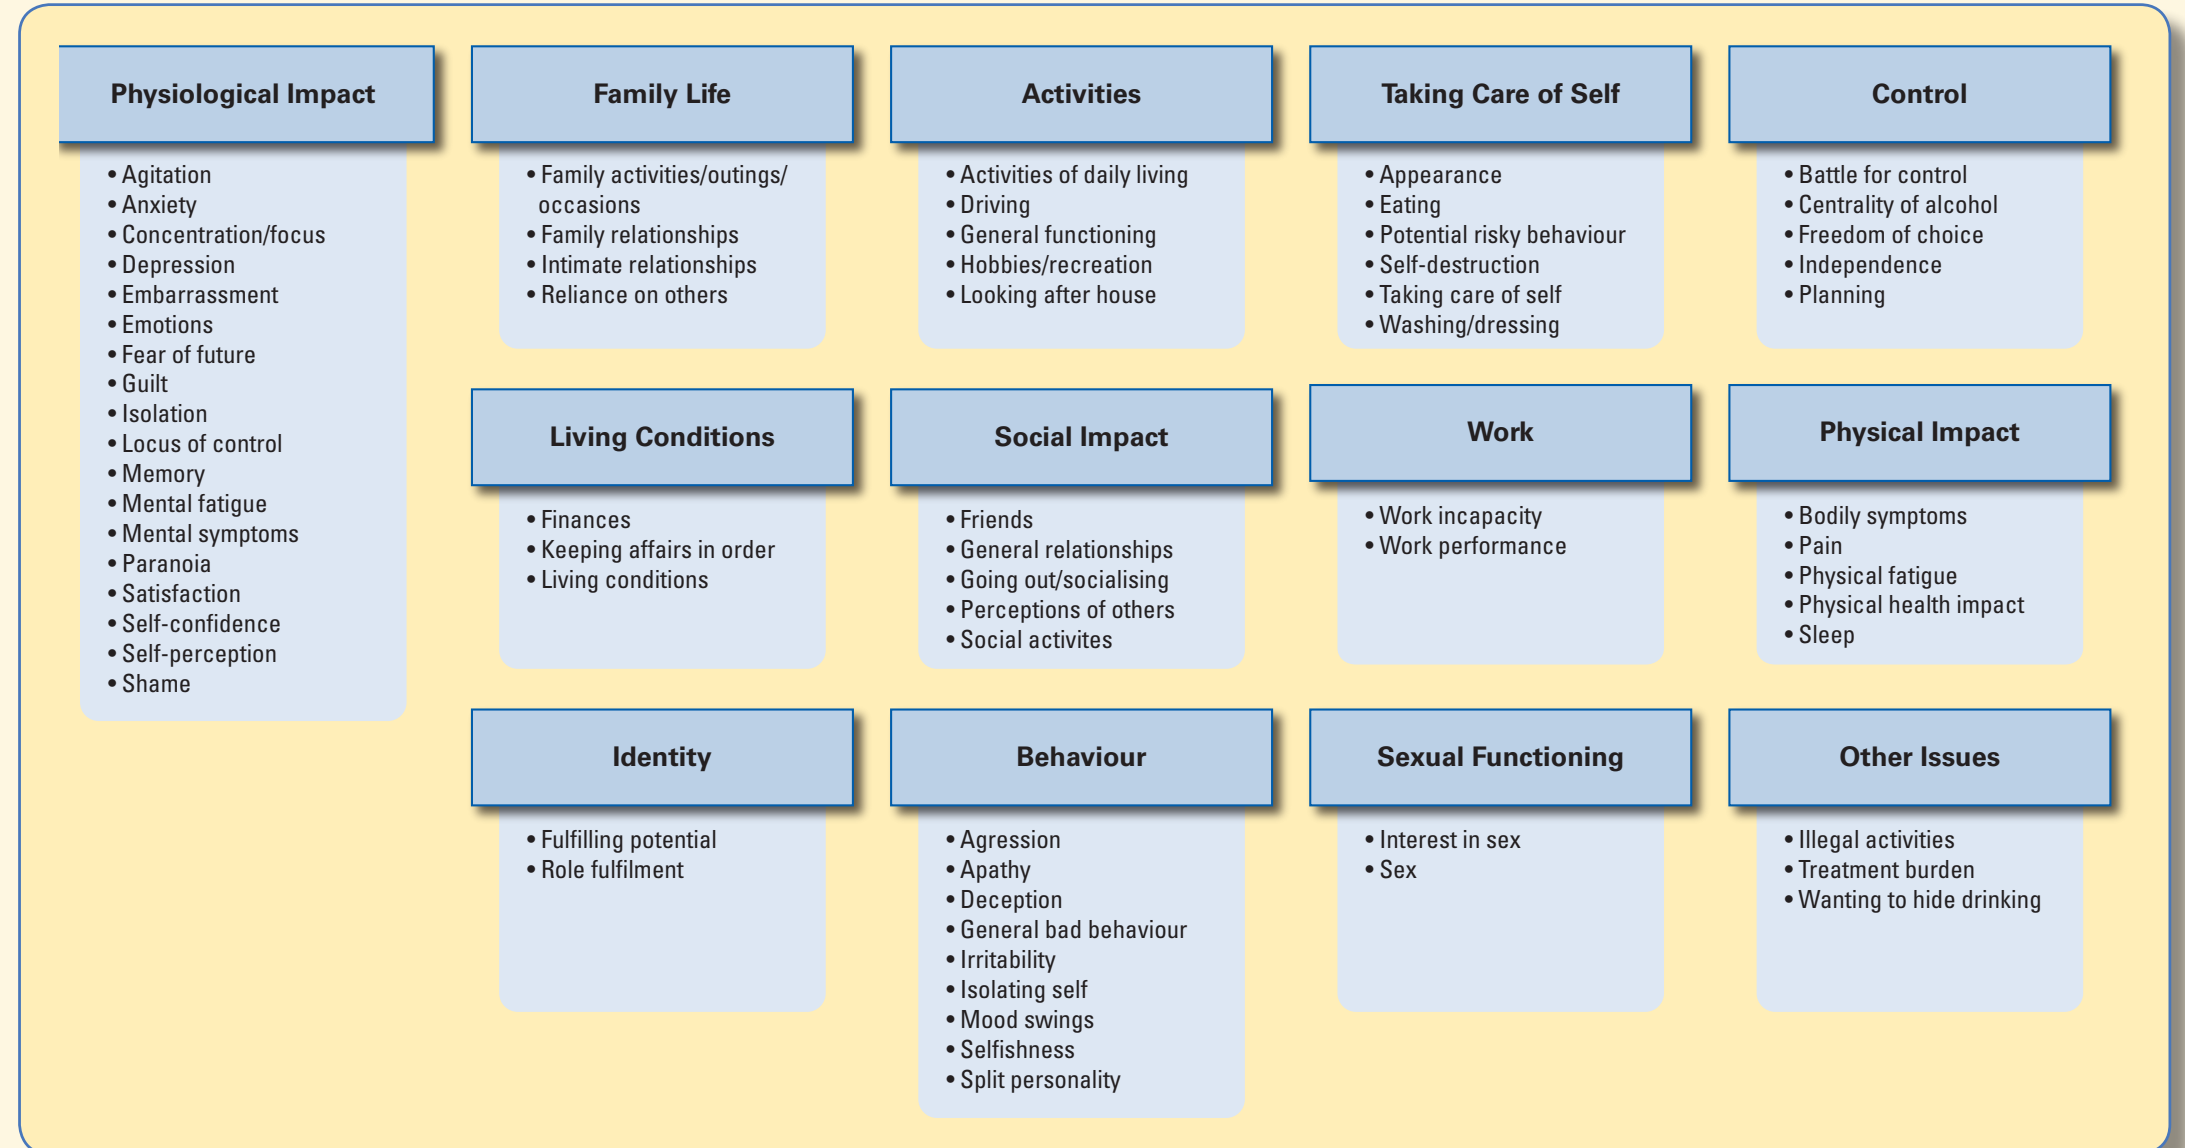 Physiological Impact
• Agitation
• Anxiety
• Concentration/focus
• Depression
• Embarrassment
• Emotions
• Fear of future
• Guilt
• Isolation
• Locus of control
• Memory
• Mental fatigue
• Mental symptoms
• Paranoia
• Satisfaction
• Self-confidence
• Self-perception
• Shame
Family Life
• Family activities/outings/
occasions
• Family relationships
• Intimate relationships
• Reliance on others
Activities
• Activities of daily living
• Driving
• General functioning
• Hobbies/recreation
• Looking after house
Taking Care of Self
• Appearance
• Eating
• Potential risky behaviour
• Self-destruction
• Taking care of self
• Washing/dressing
Control
• Battle for control
• Centrality of alcohol
• Freedom of choice
• Independence
• Planning
Living Conditions
• Finances
• Keeping affairs in order
• Living conditions
Social Impact
• Friends
• General relationships
• Going out/socialising
• Perceptions of others
• Social activites
Work
• Work incapacity
• Work performance
Physical Impact
• Bodily symptoms
• Pain
• Physical fatigue
• Physical health impact
• Sleep
Identity
• Fulfilling potential
• Role fulfilment
Behaviour
• Agression
• Apathy
• Deception
• General bad behaviour
• Irritability
• Isolating self
• Mood swings
• Selfishness
• Split personality
Sexual Functioning
• Interest in sex
• Sex
Other Issues
• Illegal activities
• Treatment burden
• Wanting to hide drinking